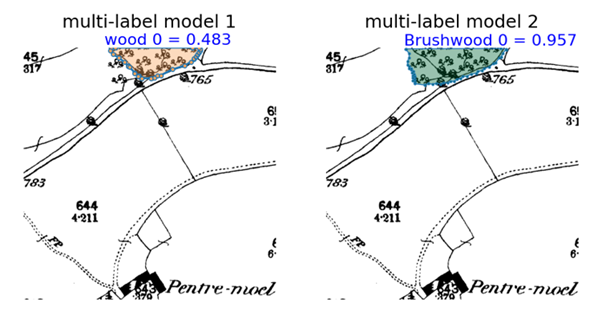 multi-label model 1
wood 0 = 0.483
45
317
765
783
644
4·211
FP
Pentre-moel
multi-label model 2
Brushwood 0 = 0.957
45
317
765
783
644
4·211
FP
Pentre-moel